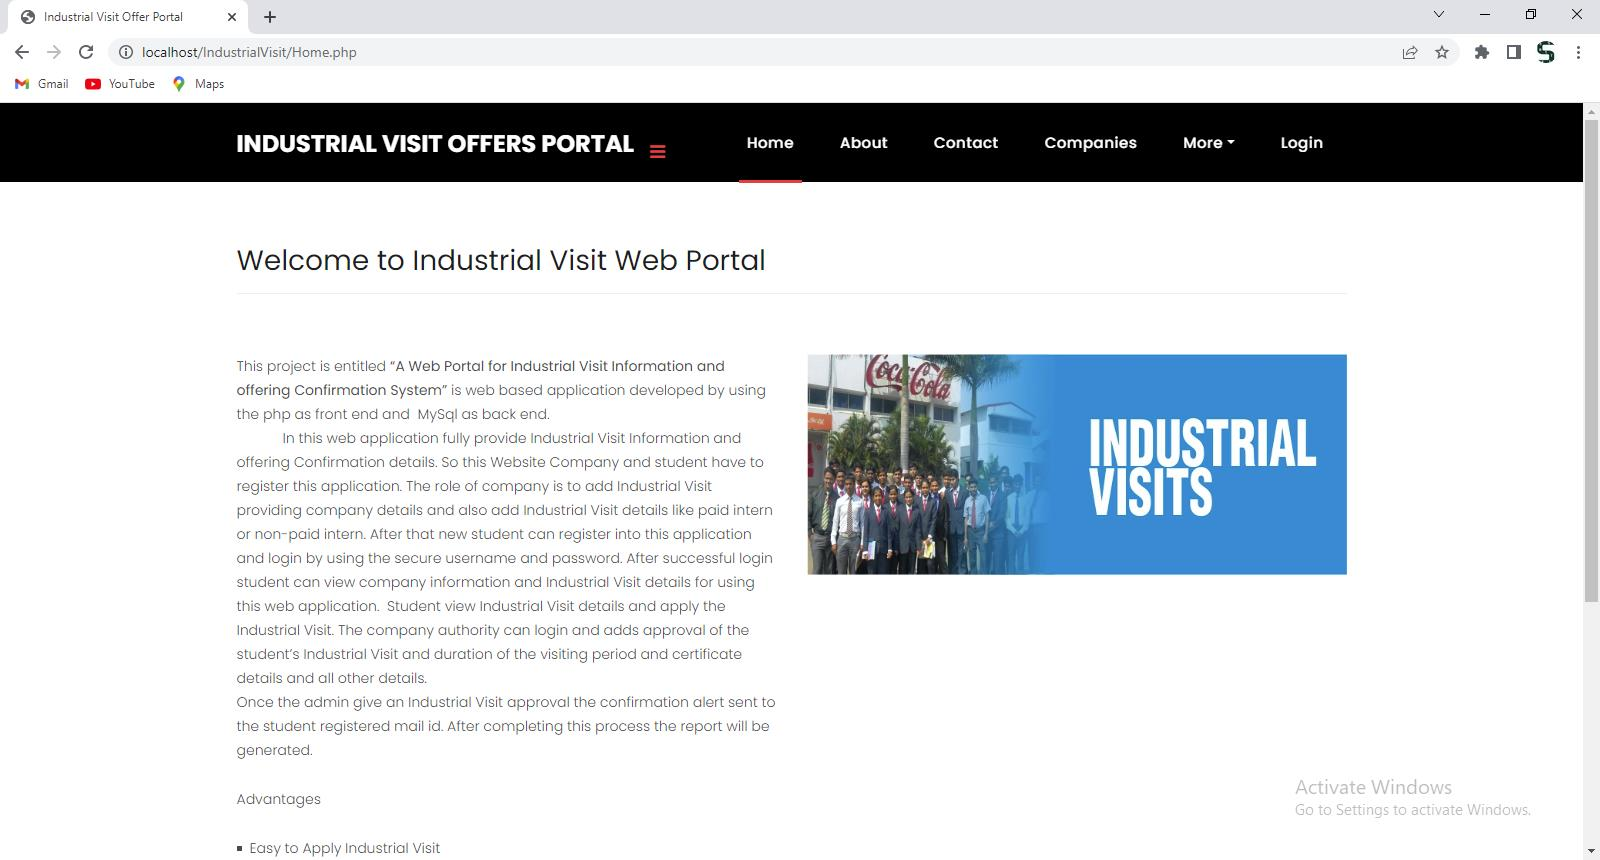 Industrial Visit Offer Portal
localhost/IndustrialVisit/Home.php
Gmail YouTube Maps
INDUSTRIAL VISIT OFFERS PORTAL Home About Contact Companies More Login
Welcome to Industrial Visit Web Portal
This project is entitled “A Web Portal for Industrial Visit Information and
offering Confirmation System” is web based application developed by using
the php as front end and  MySql as back end.
In this web application fully provide Industrial Visit Information and
offering Confirmation details. So this Website Company and student have to
register this application. The role of company is to add Industrial Visit
providing company details and also add Industrial Visit details like paid intern
or non-paid intern. After that new student can register into this application
and login by using the secure username and password. After successful login
student can view company information and Industrial Visit details for using
this web application.  Student view Industrial Visit details and apply the
Industrial Visit. The company authority can login and adds approval of the
student’s Industrial Visit and duration of the visiting period and certificate
details and all other details.
Once the admin give an Industrial Visit approval the confirmation alert sent to
the student registered mail id. After completing this process the report will be
generated.
Advantages
▪ Easy to Apply Industrial Visit
Coca-Cola
INDUSTRIAL
VISITS
Activate Windows
Go to Settings to activate Windows.